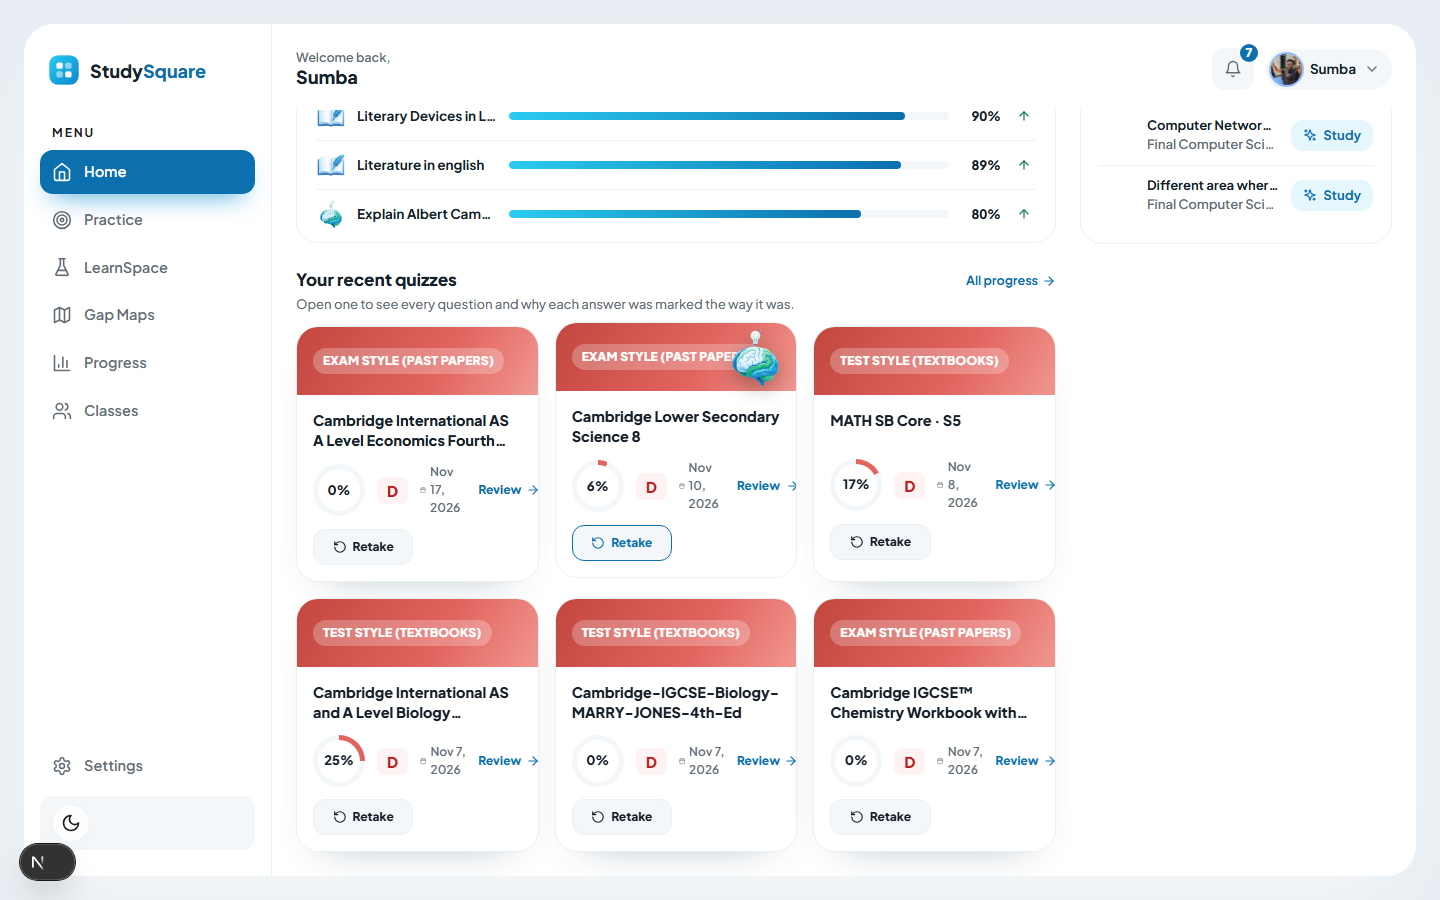 StudySquare
MENU
Home
Practice
LearnSpace
Gap Maps
Progress
Classes
Settings
N
Welcome back,
Sumba
7
Sumba
Literary Devices in L...
90%
Literature in english
89%
Explain Albert Cam...
80%
Computer Networ...
Final Computer Sci...
Study
Different area wher...
Final Computer Sci...
Study
Your recent quizzes
All progress
Open one to see every question and why each answer was marked the way it was.
EXAM STYLE (PAST PAPERS)
Cambridge International AS
A Level Economics Fourth...
0%
D
Nov
17,
2026
Review
Retake
EXAM STYLE (PAST PAPER
Cambridge Lower Secondary
Science 8
6%
D
Nov
10,
2026
Review
Retake
TEST STYLE (TEXTBOOKS)
MATH SB Core · S5
17%
D
Nov
8,
2026
Review
Retake
TEST STYLE (TEXTBOOKS)
Cambridge International AS
and A Level Biology...
25%
D
Nov 7,
2026
Review
Retake
TEST STYLE (TEXTBOOKS)
Cambridge-IGCSE-Biology-
MARRY-JONES-4th-Ed
0%
D
Nov 7,
2026
Review
Retake
EXAM STYLE (PAST PAPERS)
Cambridge IGCSE™
Chemistry Workbook with...
0%
D
Nov 7,
2026
Review
Retake